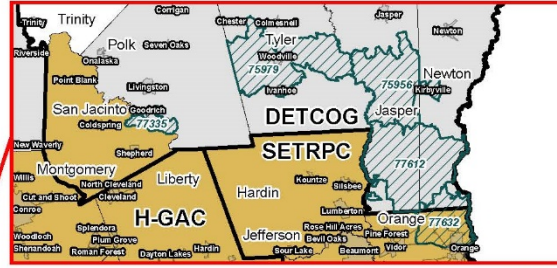 Corrigan
Trinity
Chester Colmesneil
Jasper
Trinity
Polk Seven Oaks
Tyler
Newton
Riverside
Onalaska
Woodville
75979
75956
Point Blank
Livingston
Ivanhoe
Newton
Kirbyville
San Jacinto Goodrich
77335
Coldspring
DETCOG
Jasper
New Waverly
Shepherd
SETRPC
77612
Montgomery
Liberty
Willis
North Cleveland
Hardin
Kountze
Silsbee
Cut and Shoot Cleveland
Conroe
H-GAC
Lumberton
Orange
77632
Splendora
Rose Hill Acres
Woodloch
Plum Grove
Jefferson
Bevil Oaks
Pine Forest
Shenandoah
Roman Forest
Dayton Lakes
Hardin
Sour Lake
Beaumont
Vidor
Orange